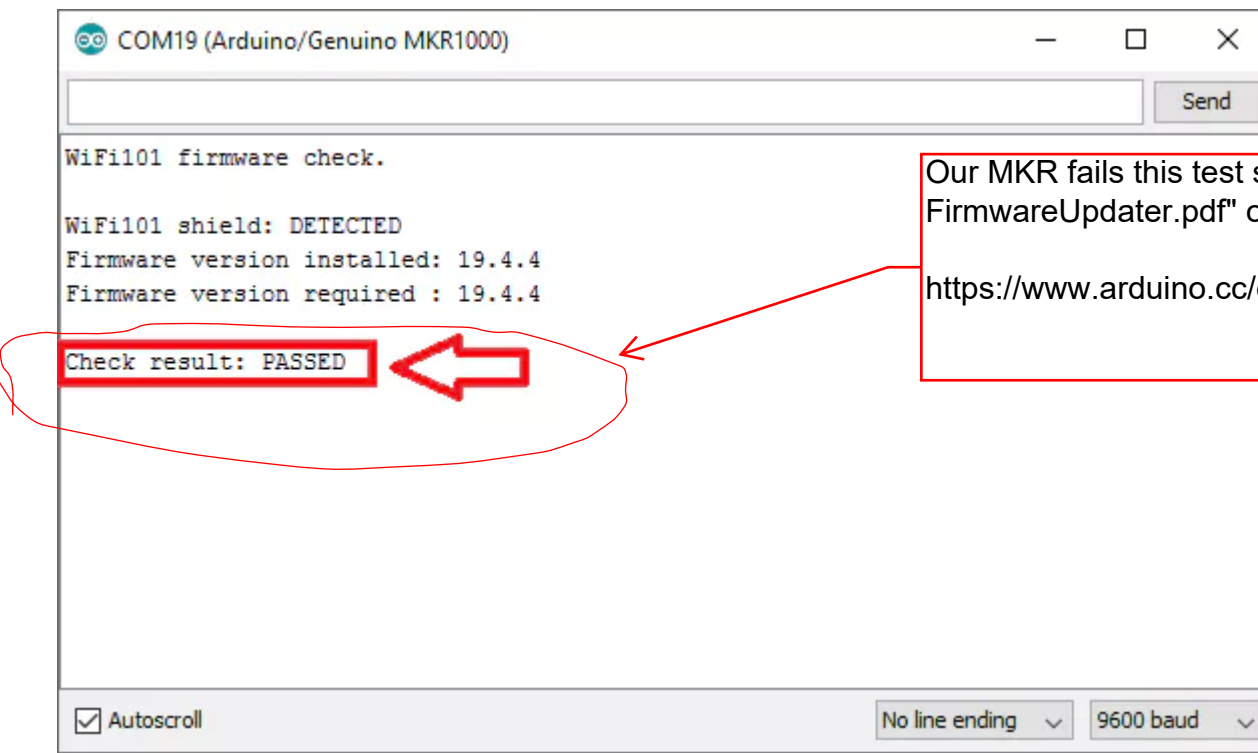 COM19 (Arduino/Genuino MKR1000)
Send
WiFi101 firmware check.
WiFi101 shield: DETECTED
Firmware version installed: 19.4.4
Firmware version required : 19.4.4
Check result: PASSED
Our MKR fails this test
FirmwareUpdater.pdf"
https://www.arduino.cc/
Autoscroll
No line ending
9600 baud